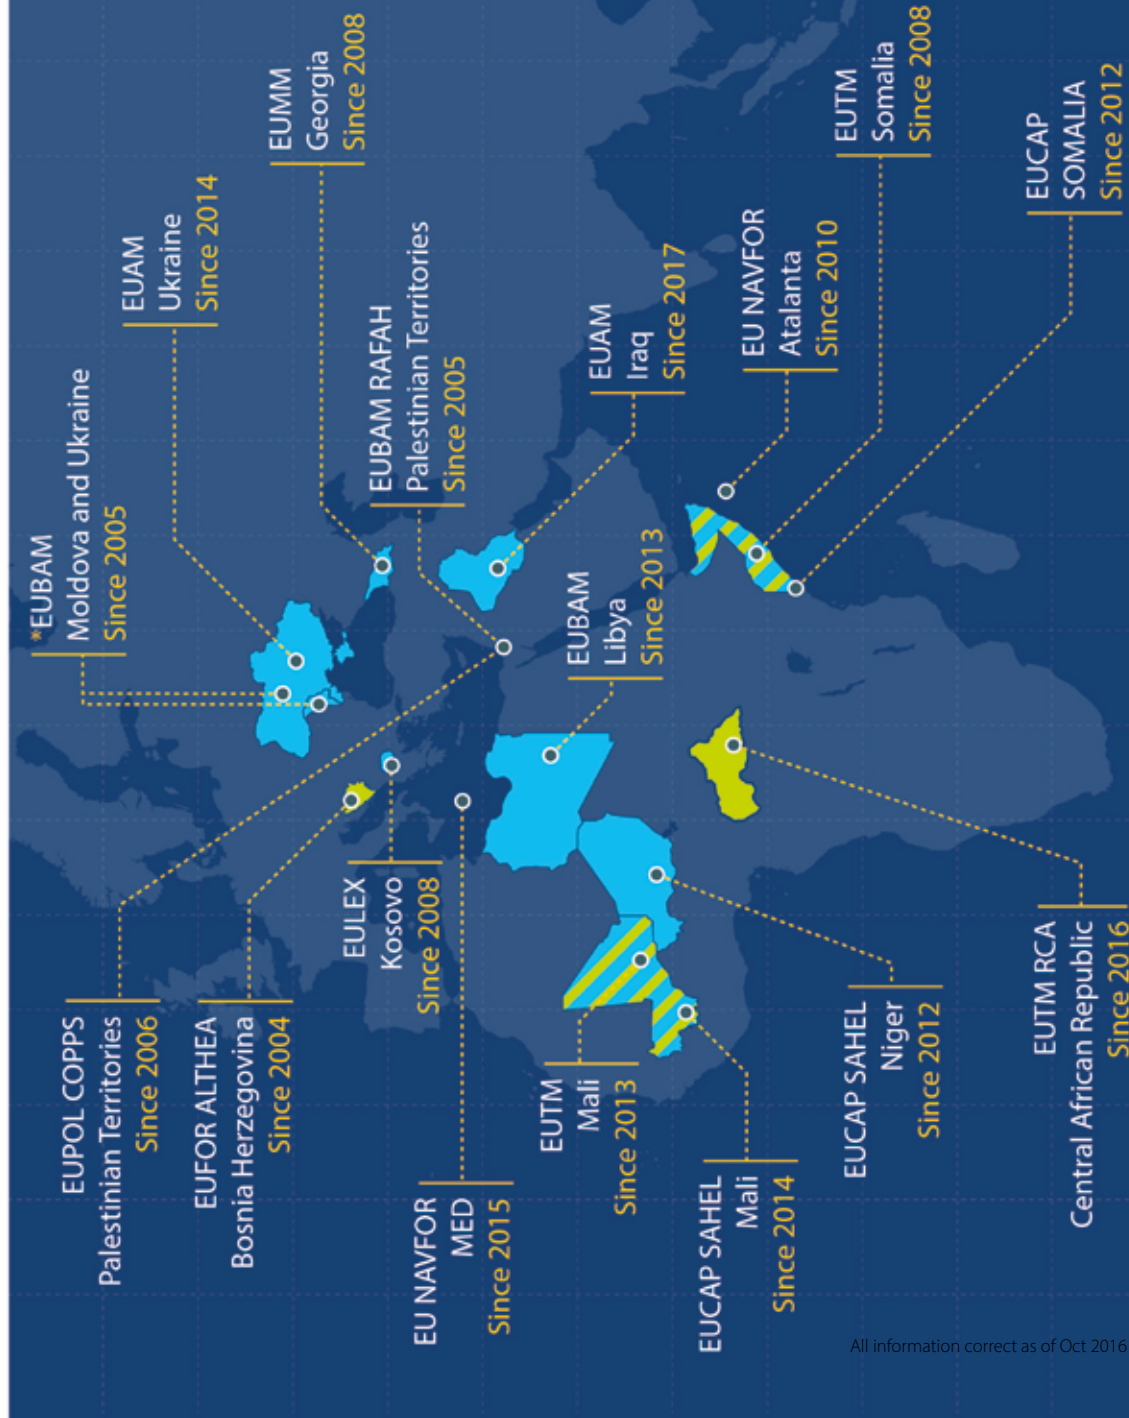 EUPOL COPPS
Palestinian Territories
Since 2006
EUFOR ALTHEA
Bosnia Herzegovina
Since 2004
EULEX
Kosovo
Since 2008
EU NAVFOR
MED
Since 2015
EUTM
Mali
Since 2013
EUCAP SAHEL
Mali
Since 2014
EUCAP SAHEL
Niger
Since 2012
EUTM RCA
Central African Republic
Since 2016
*EUBAM
Moldova and Ukraine
Since 2005
EUAM
Ukraine
Since 2014
EUMM
Georgia
Since 2008
EUBAM RAFAH
Palestinian Territories
Since 2005
EUAM
Iraq
Since 2017
EUBAM
Libya
Since 2013
EU NAVFOR
Atalanta
Since 2010
EUTM
Somalia
Since 2008
EUCAP
SOMALIA
Since 2012
All information correct as of Oct 2016